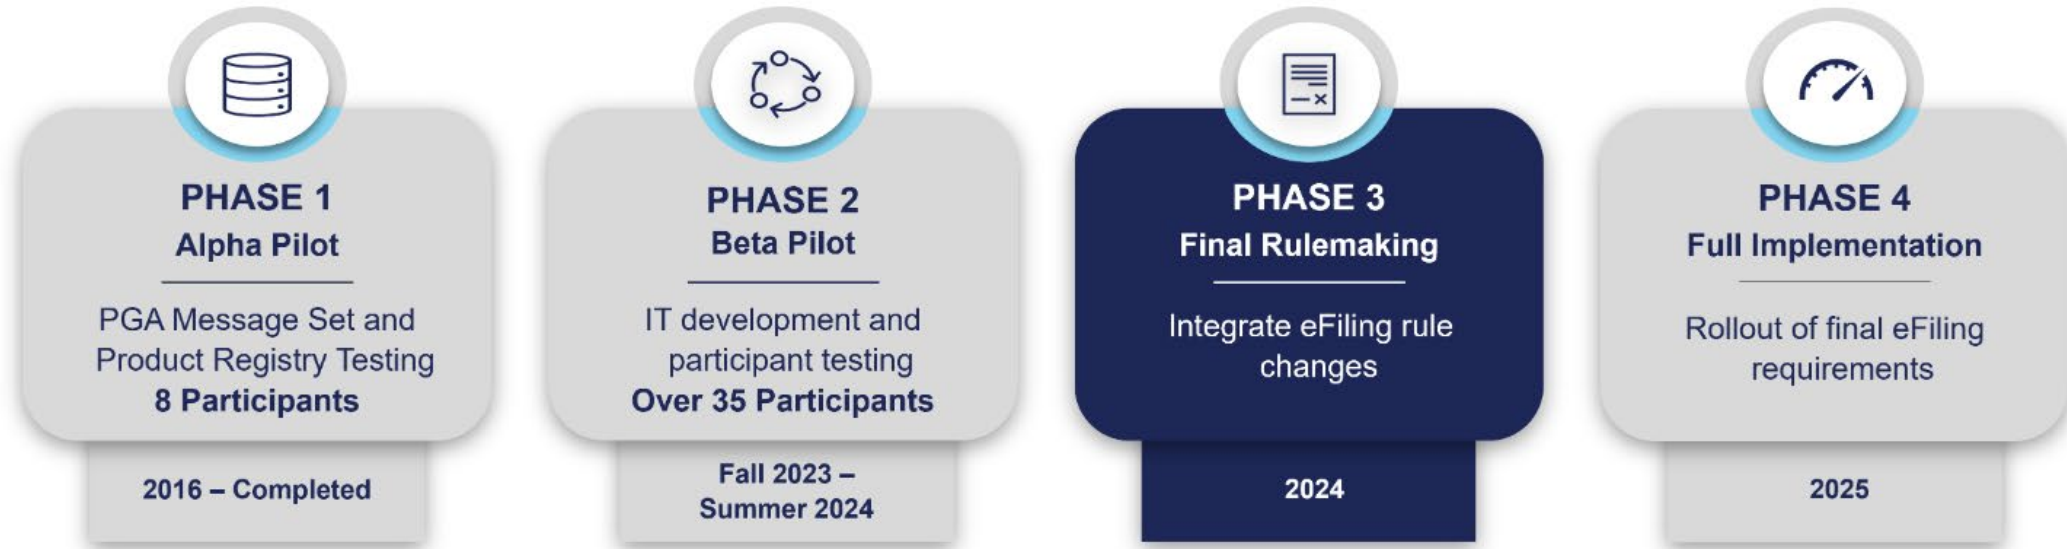 PHASE 1
Alpha Pilot
PGA Message Set and
Product Registry Testing
8 Participants
2016 – Completed
PHASE 2
Beta Pilot
IT development and
participant testing
Over 35 Participants
Fall 2023 –
Summer 2024
PHASE 3
Final Rulemaking
Integrate eFiling rule
changes
2024
PHASE 4
Full Implementation
Rollout of final eFiling
requirements
2025